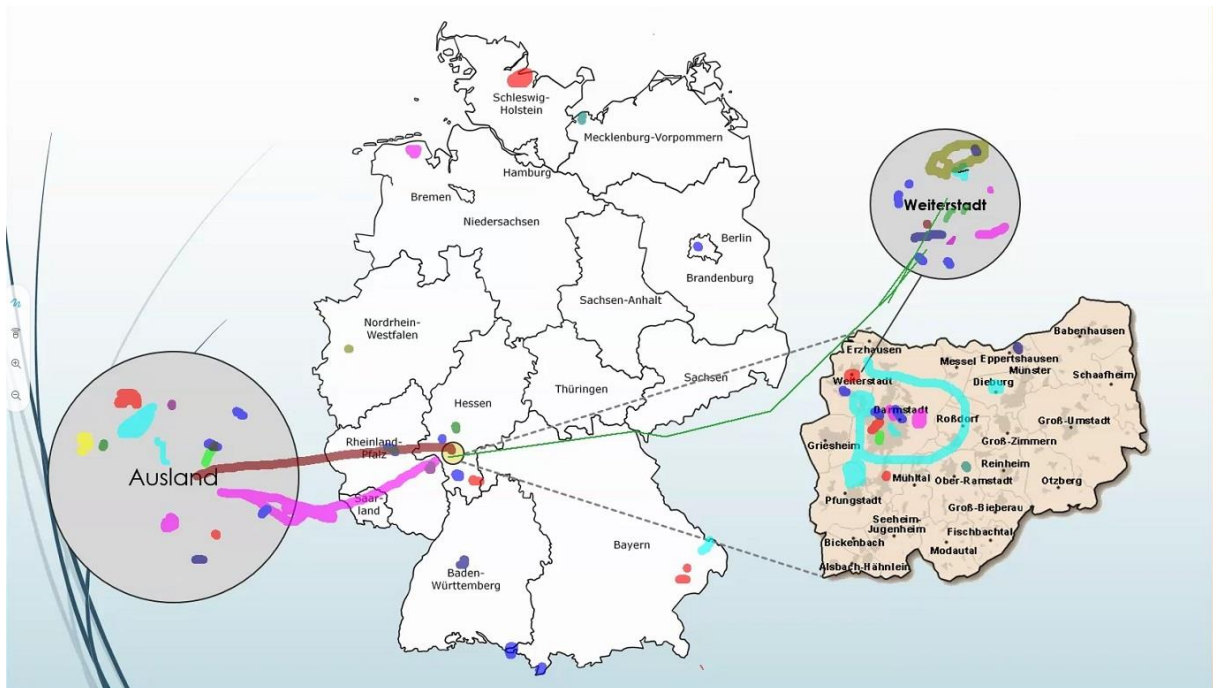 Schleswig-
Holstein
Mecklenburg-Vorpommern
Hamburg
Bremen
Niedersachsen
Berlin
Brandenburg
Sachsen-Anhalt
Nordrhein-
Westfalen
Sachsen
Thüringen
Hessen
Rheinland-
Pfalz
Saar-
land
Bayern
Baden-
Württemberg
Ausland
Weiterstadt
Babenhausen
Erzhausen
Messel
Eppertshausen
Münster
Schaafheim
Weiterstadt
Dieburg
Darmstadt
Roßdorf
Groß-Umstadt
Griesheim
Groß-Zimmern
Reinheim
Mühltal
Ober-Ramstadt
Otzberg
Pfungstadt
Groß-Bieberau
Seeheim-
Jugenheim
Fischbachtal
Bickenbach
Modautal
Alsbach-Hähnlein